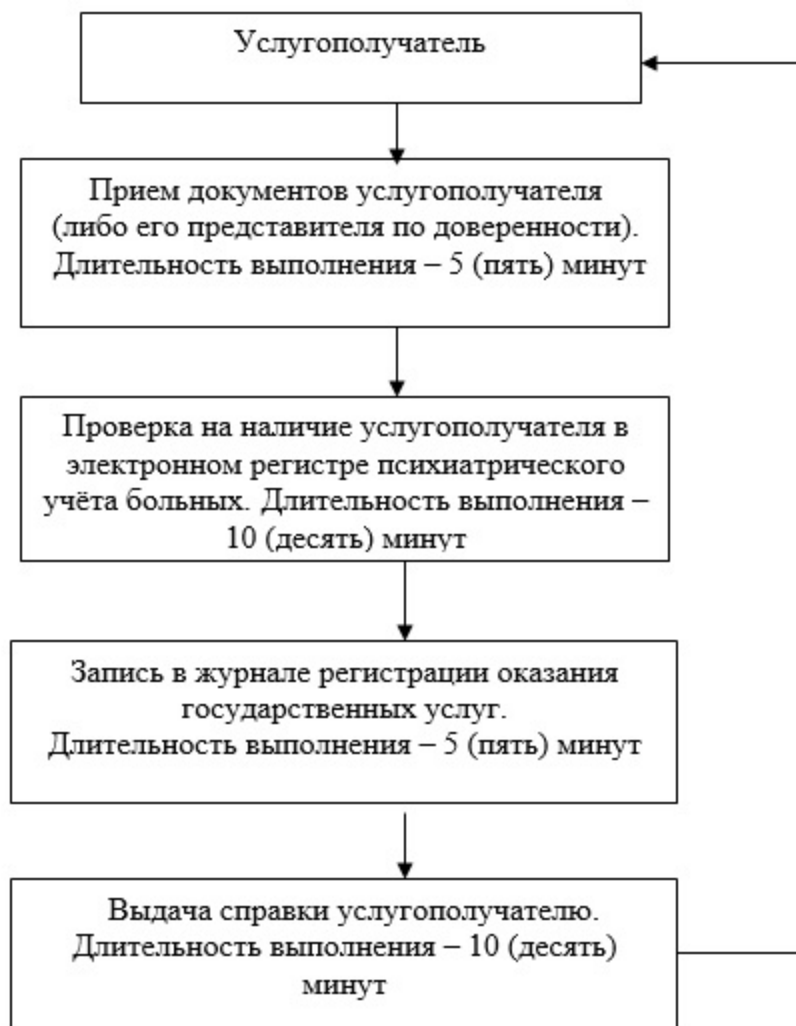 Услугополучатель
Прием документов услугополучателя
(либо его представителя по доверенности).
Длительность выполнения – 5 (пять) минут
Проверка на наличие услугополучателя в
электронном регистре психиатрического
учёта больных. Длительность выполнения –
10 (десять) минут
Запись в журнале регистрации оказания
государственных услуг.
Длительность выполнения – 5 (пять) минут
Выдача справки услугополучателю.
Длительность выполнения – 10 (десять)
минут